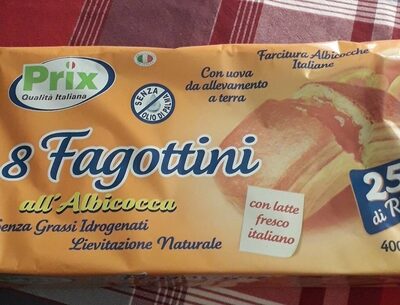 Prix
Qualità Italiana
SENZA
OLIO DI PALMA
Con uova
da allevamento
a terra
Farcitura Albicocche
Italiane
8 Fagottini
all'Albicocca
Senza Grassi Idrogenati
Lievitazione Naturale
con latte
fresco
italiano
25
di
400